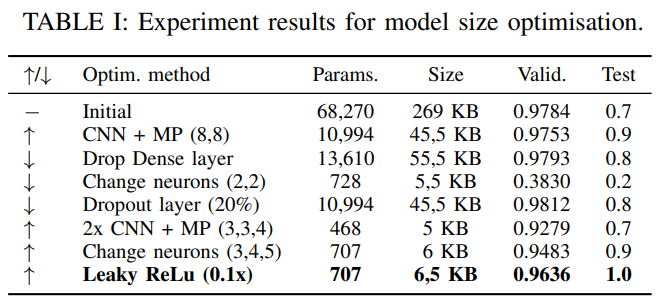 TABLE I: Experiment results for model size optimisation.
↑/↓ Optim. method Params. Size Valid. Test
− Initial 68,270 269 KB 0.9784 0.7
↑ CNN + MP (8,8) 10,994 45,5 KB 0.9753 0.9
↓ Drop Dense layer 13,610 55,5 KB 0.9793 0.8
↓ Change neurons (2,2) 728 5,5 KB 0.3830 0.2
↓ Dropout layer (20%) 10,994 45,5 KB 0.9812 0.8
↑ 2x CNN + MP (3,3,4) 468 5 KB 0.9279 0.7
↑ Change neurons (3,4,5) 707 6 KB 0.9483 0.9
↑ Leaky ReLu (0.1x) 707 6,5 KB 0.9636 1.0